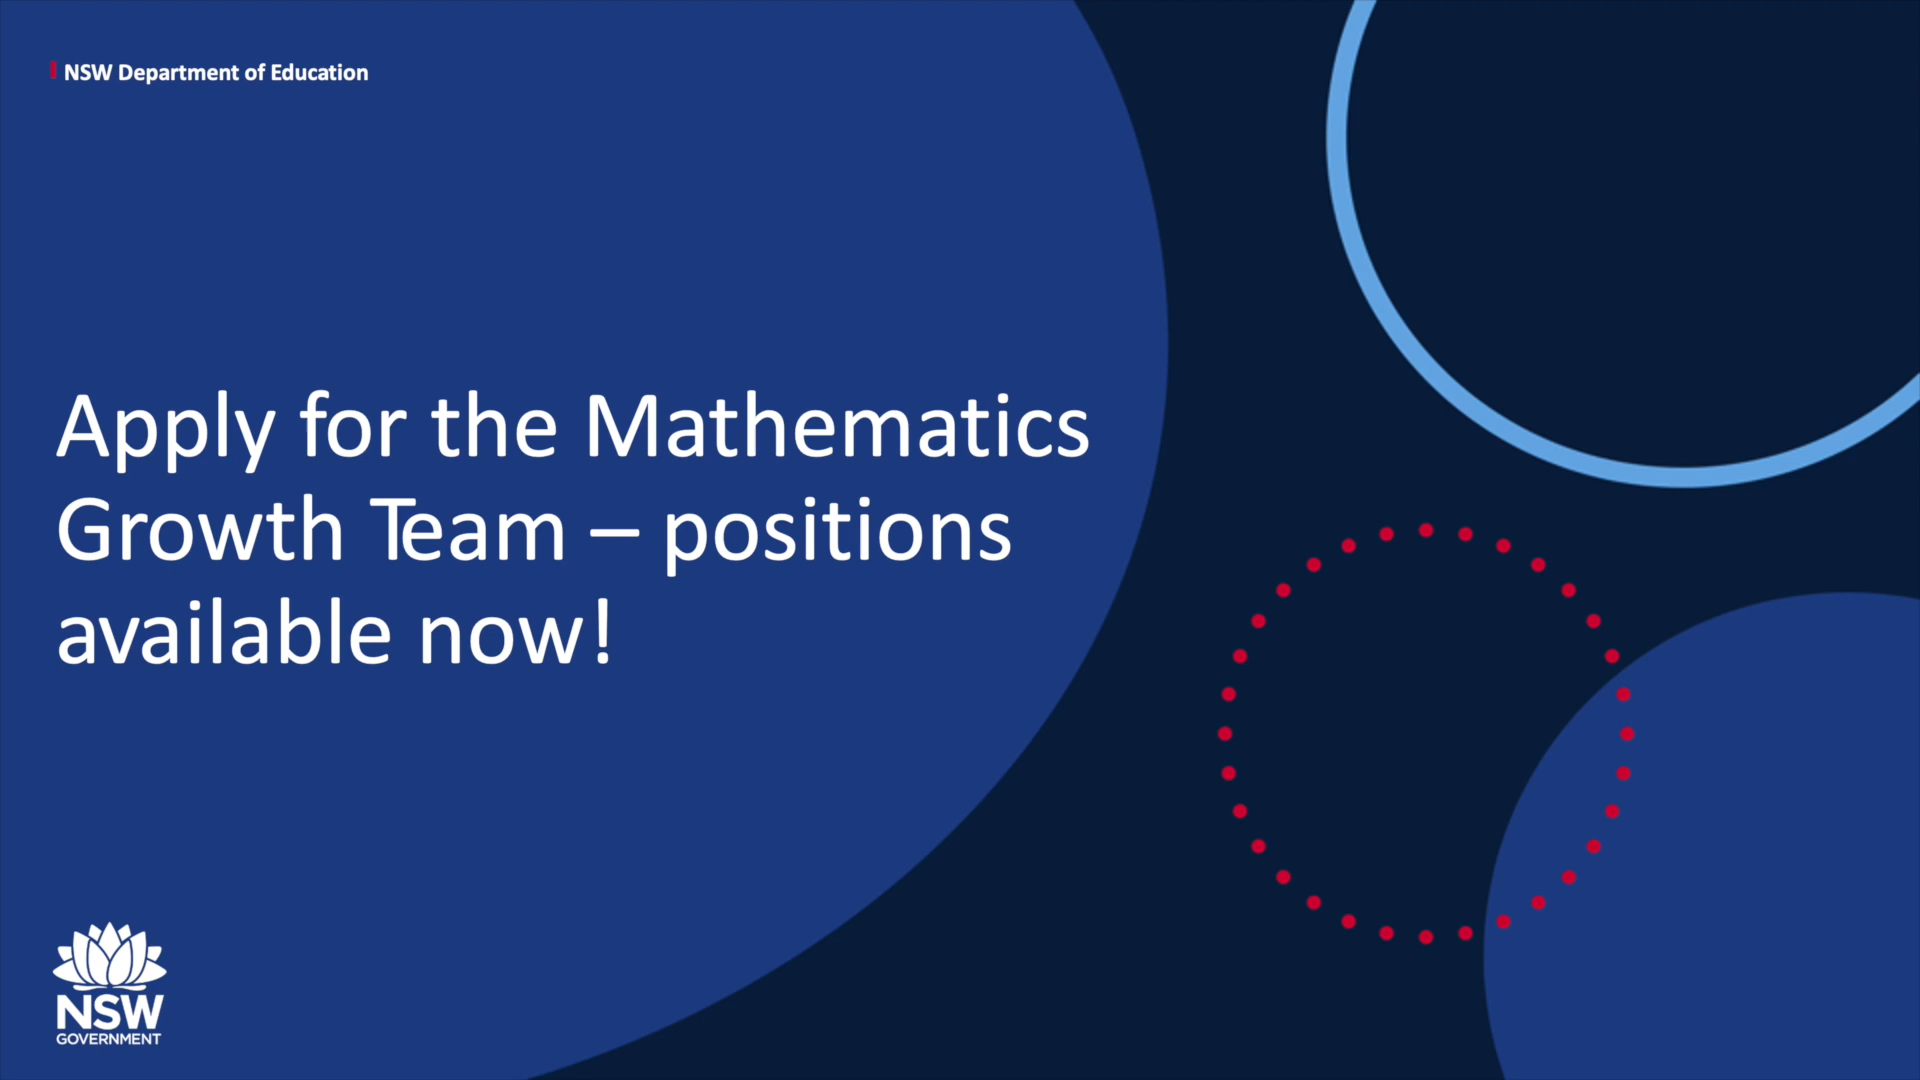 NSW Department of Education
Apply for the Mathematics
Growth Team – positions
available now!
NSW
GOVERNMENT